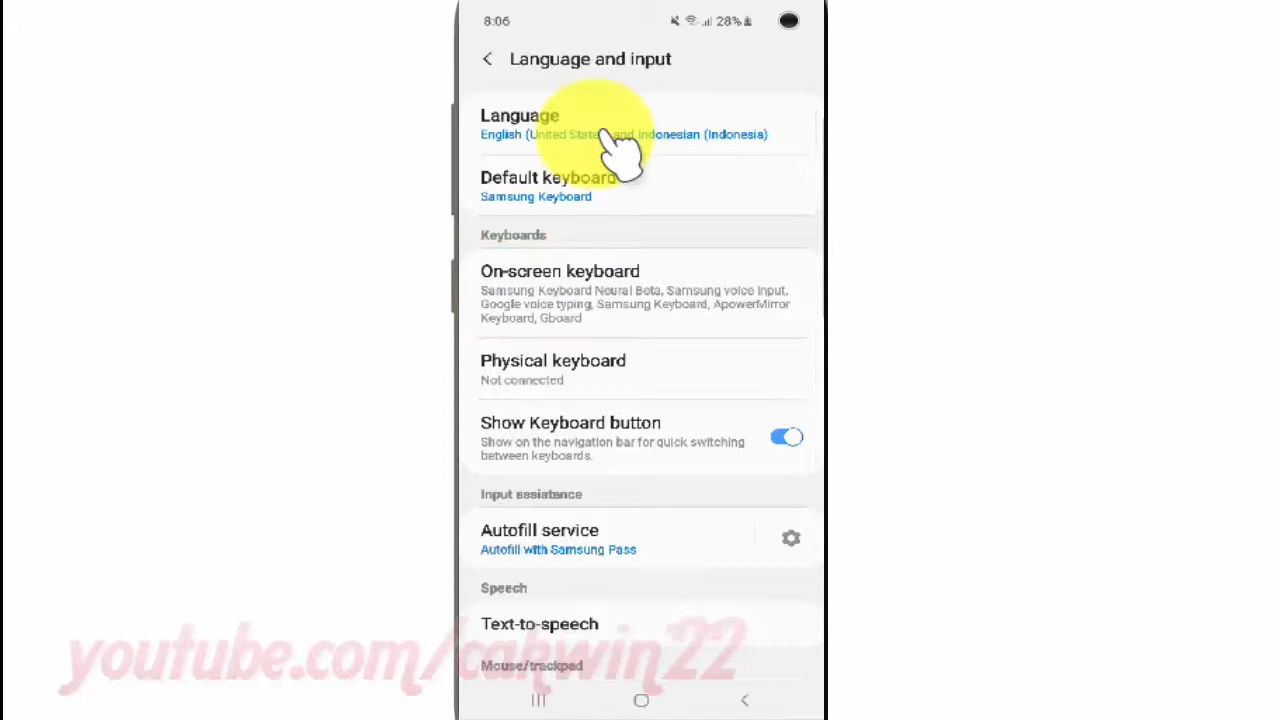 8:06 28%
Language and input
Language
English (United States) and Indonesian (Indonesia)
Default keyboard
Samsung Keyboard
Keyboards
On-screen keyboard
Samsung Keyboard Neural Beta, Samsung voice input,
Google voice typing, Samsung Keyboard, ApowerMirror
Keyboard, Gboard
Physical keyboard
Not connected
Show Keyboard button
Show on the navigation bar for quick switching
between keyboards.
Input assistance
Autofill service
Autofill with Samsung Pass
Speech
Text-to-speech
youtube.com/cakwin22
Mouse/trackpad